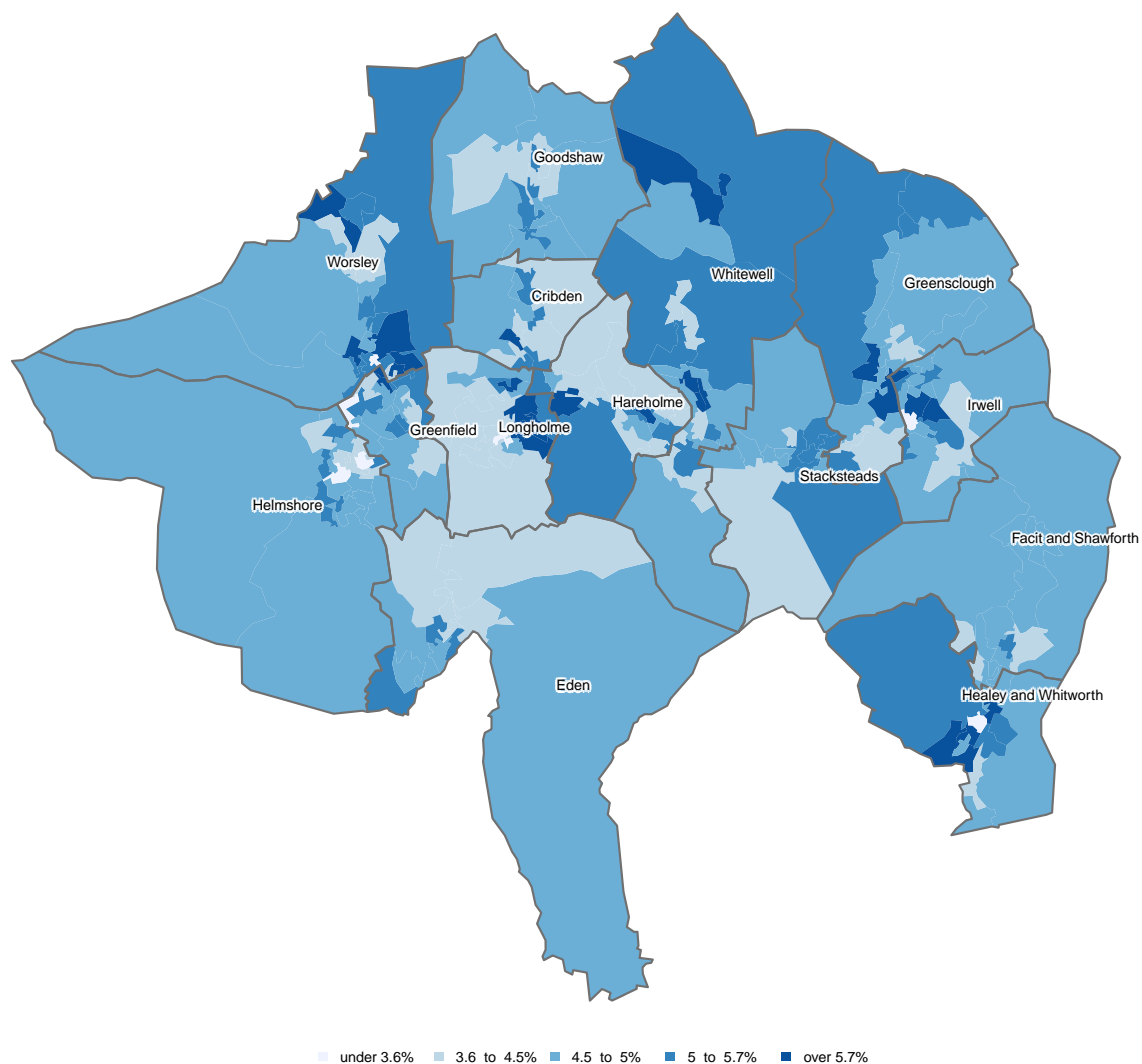 Goodshaw
Worsley
Whitewell
Greensclough
Cribden
Hareholme
Irwell
Greenfield
Longholme
Stacksteads
Helmshore
Facit and Shawforth
Eden
Healey and Whitworth
under 3.6% 3.6 to 4.5% 4.5 to 5% 5 to 5.7% over 5.7%